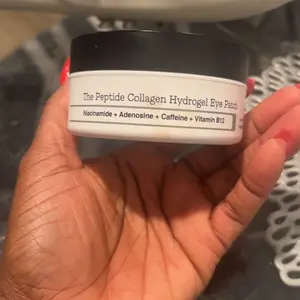 The Peptide Collagen Hydrogel Eye Patch
Niacinamide + Adenosine + Caffeine + Vitamin B12